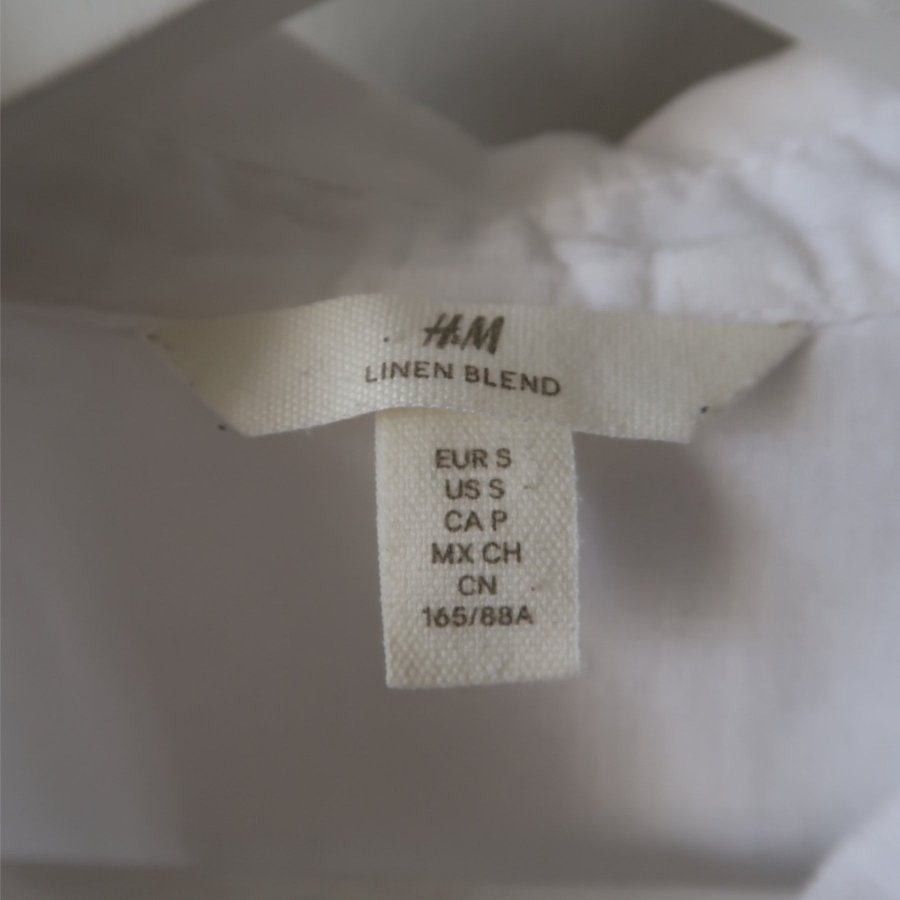 H&M
LINEN BLEND
EUR S
US S
CA P
MX CH
CN
165/88A